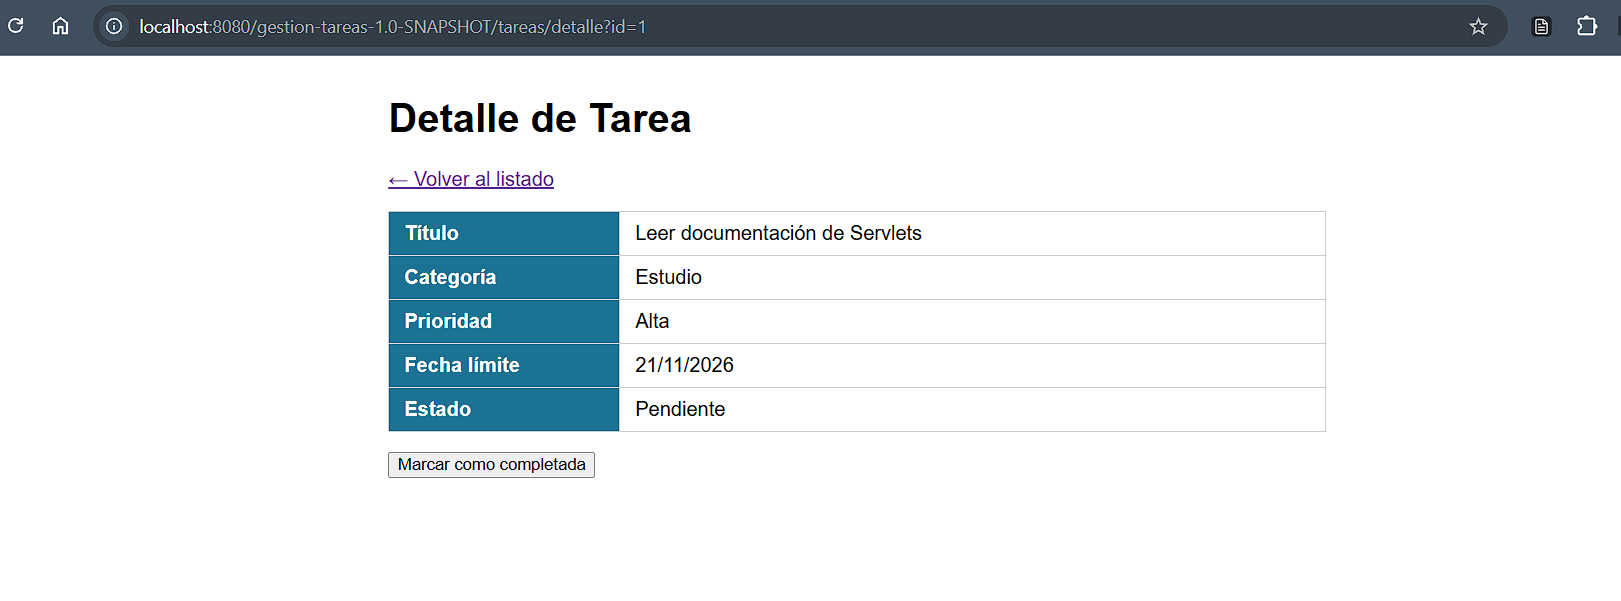 localhost:8080/gestion-tareas-1.0-SNAPSHOT/tareas/detalle?id=1
Detalle de Tarea
← Volver al listado
Título Leer documentación de Servlets
Categoría Estudio
Prioridad Alta
Fecha límite 21/11/2026
Estado Pendiente
Marcar como completada